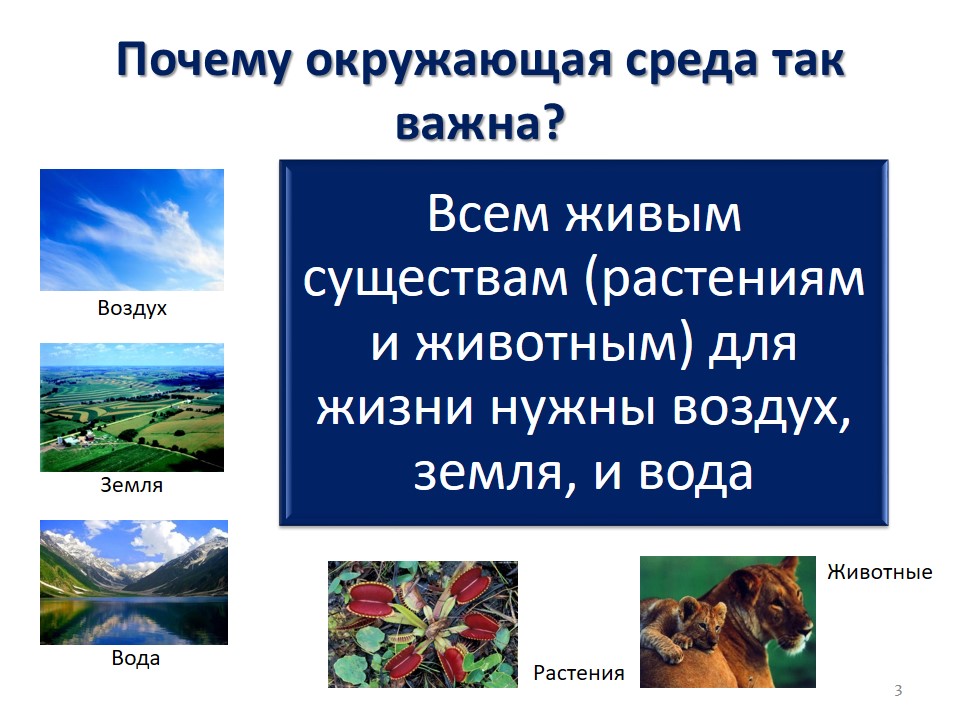 Почему окружающая среда так
важна?
Всем живым
существам (растениям
и животным) для
жизни нужны воздух,
земля, и вода
Воздух
Земля
Вода
Растения
Животные
3